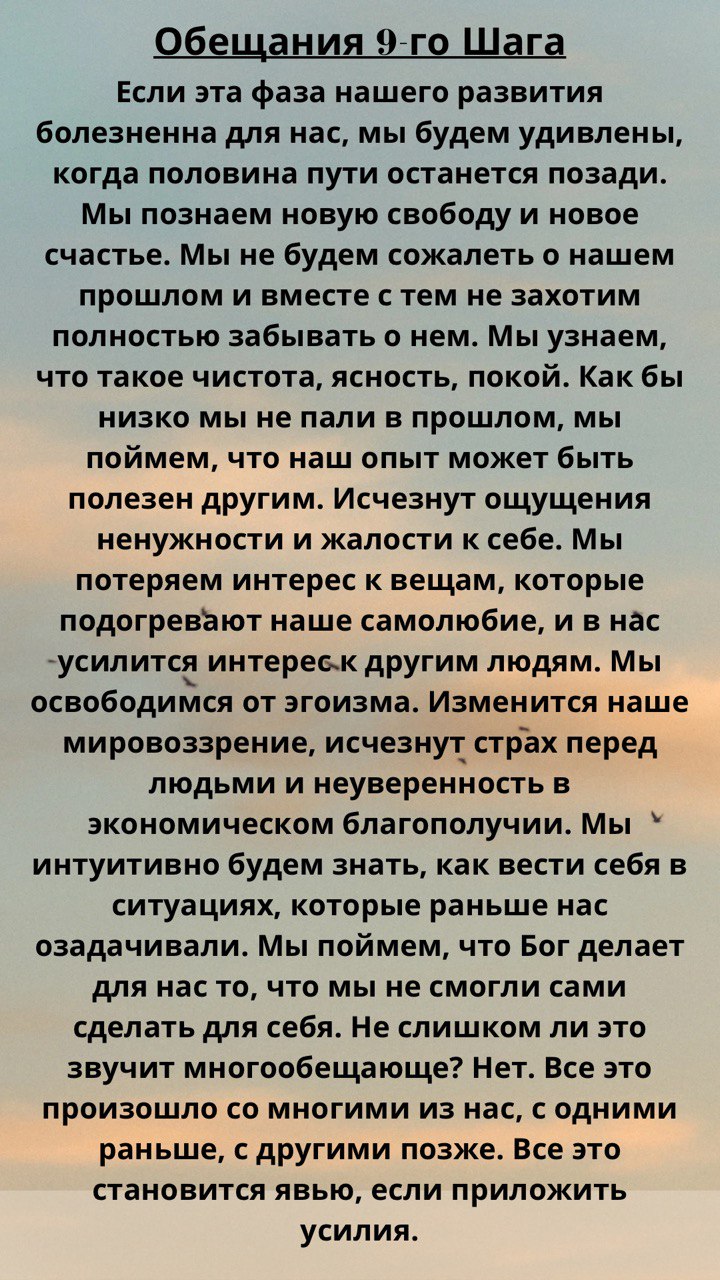 Обещания 9-го Шага
Если эта фаза нашего развития
болезненна для нас, мы будем удивлены,
когда половина пути останется позади.
Мы познаем новую свободу и новое
счастье. Мы не будем сожалеть о нашем
прошлом и вместе с тем не захотим
полностью забывать о нем. Мы узнаем,
что такое чистота, ясность, покой. Как бы
низко мы не пали в прошлом, мы
поймем, что наш опыт может быть
полезен другим. Исчезнут ощущения
ненужности и жалости к себе. Мы
потеряем интерес к вещам, которые
подогревают наше самолюбие, и в нас
усилится интерес к другим людям. Мы
освободимся от эгоизма. Изменится наше
мировоззрение, исчезнут страх перед
людьми и неуверенность в
экономическом благополучии. Мы
интуитивно будем знать, как вести себя в
ситуациях, которые раньше нас
озадачивали. Мы поймем, что Бог делает
для нас то, что мы не смогли сами
сделать для себя. Не слишком ли это
звучит многообещающе? Нет. Все это
произошло со многими из нас, с одними
раньше, с другими позже. Все это
становится явью, если приложить
усилия.